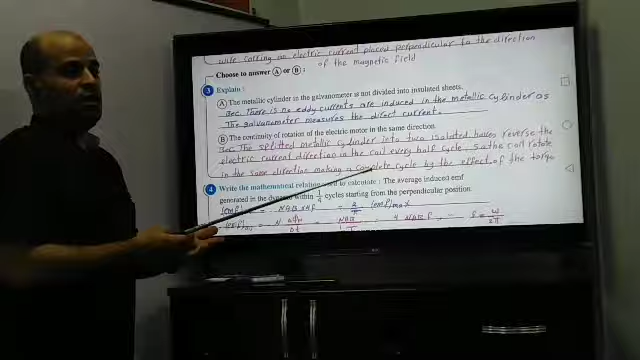 wire carring an electric current placed perpendicular to the direction
of the magnetic field
Choose to answer A or B :
3 Explain :
A The metallic cylinder in the galvanometer is not divided into insulated sheets.
Bec. There is no eddy currents are induced in the metallic cylinder as
The galvanometer measures the direct current.
B The continuity of rotation of the electric motor in the same direction.
Bec. The splitted metallic cylinder into two isolated halves reverse the
electric current direction in the coil every half cycle. So the coil rotate
in the same direction making a complete cycle by the effect of the torqe
4 Write the mathematical relation used to calculate : The average induced emf
generated in the dynamo within 1/4 cycles starting from the perpendicular position.